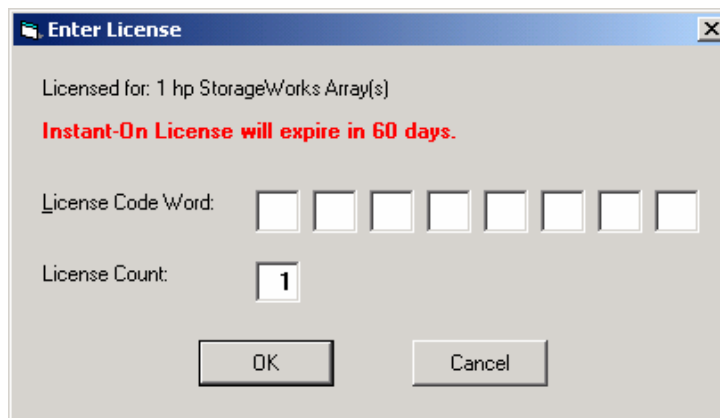 Enter License
Licensed for: 1 hp StorageWorks Array(s)
Instant-On License will expire in 60 days.
License Code Word:
License Count: 1
OK Cancel